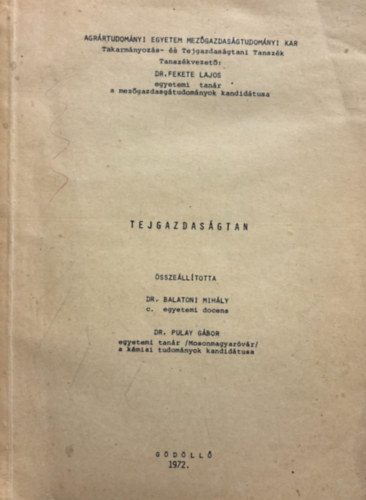 AGRÁRTUDOMÁNYI EGYETEM MEZŐGAZDASÁGTUDOMÁNYI KAR
Takarmányozás- és Tejgazdaságtani Tanszék
Tanszékvezető:
DR.FEKETE LAJOS
egyetemi tanár
a mezőgazdaságtudományok kandidátusa
TEJGAZDASÁGTAN
ÖSSZEÁLLÍTOTTA
DR. BALATONI MIHÁLY
c. egyetemi docens
DR. PULAY GÁBOR
egyetemi tanár /Mosonmagyaróvár/
a kémiai tudományok kandidátusa
GÖDÖLLŐ
1972.